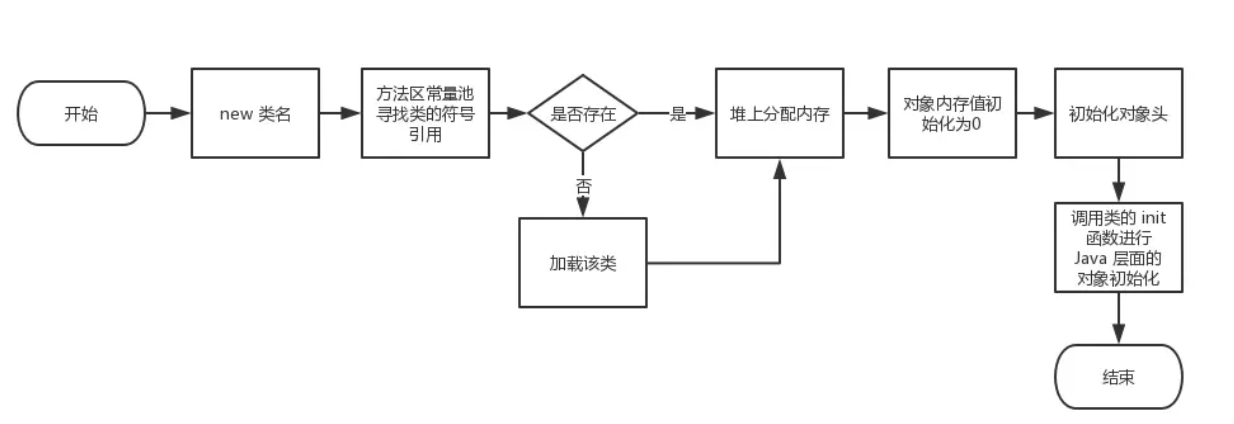 开始
new 类名
方法区常量池
寻找类的符号
引用
是否存在
是
堆上分配内存
对象内存值初
始化为0
初始化对象头
否
加载该类
调用类的 init
函数进行
Java 层面的
对象初始化
结束